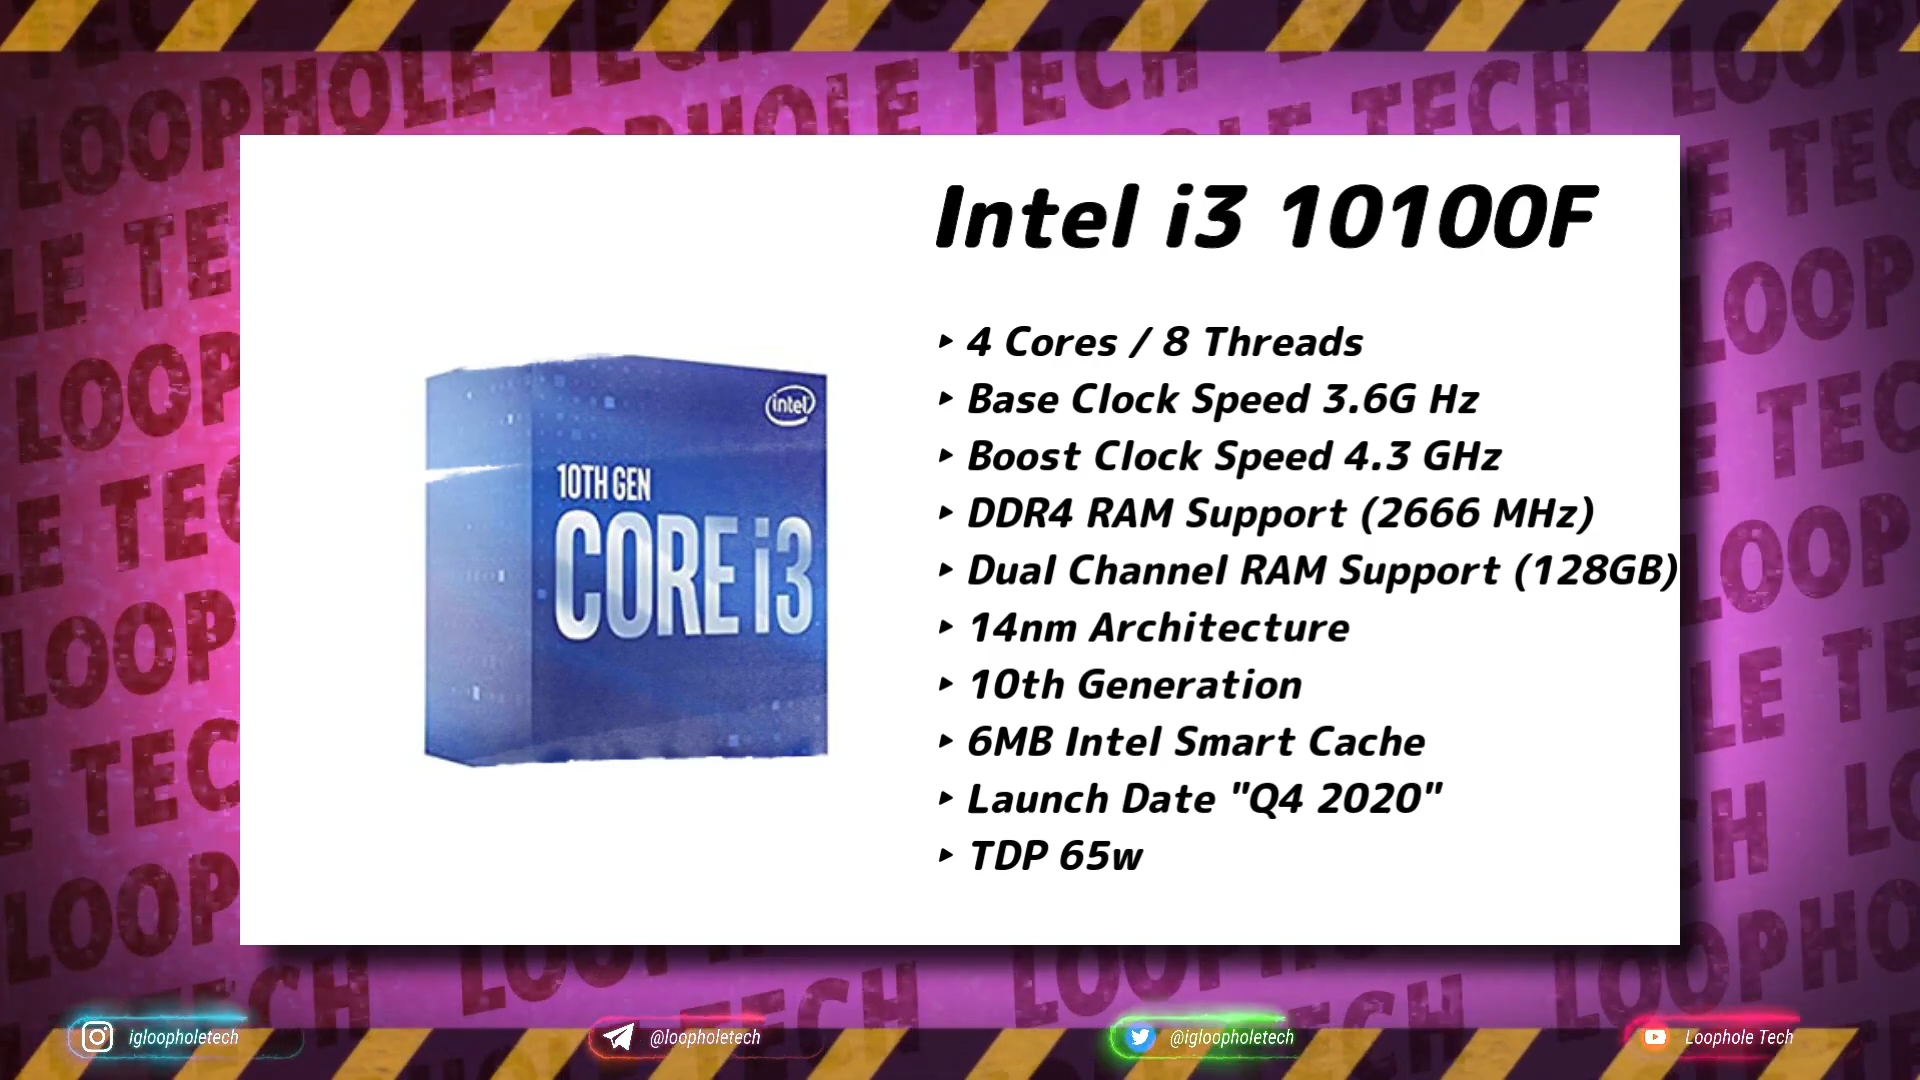 LOOPHOLE TECH
Intel i3 10100F
intel
10TH GEN
CORE i3
‣ 4 Cores / 8 Threads
‣ Base Clock Speed 3.6G Hz
‣ Boost Clock Speed 4.3 GHz
‣ DDR4 RAM Support (2666 MHz)
‣ Dual Channel RAM Support (128GB)
‣ 14nm Architecture
‣ 10th Generation
‣ 6MB Intel Smart Cache
‣ Launch Date "Q4 2020"
‣ TDP 65w
igloopholetech
@loopholetech
@igloopholetech
Loophole Tech